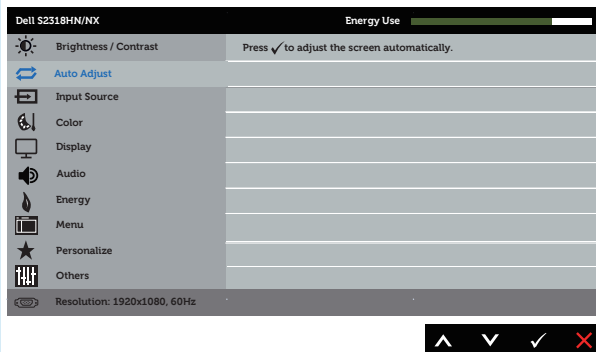 Dell S2318HN/NX Energy Use
Brightness / Contrast Press ✓ to adjust the screen automatically.
Auto Adjust
Input Source
Color
Display
Audio
Energy
Menu
Personalize
Others
Resolution: 1920x1080, 60Hz